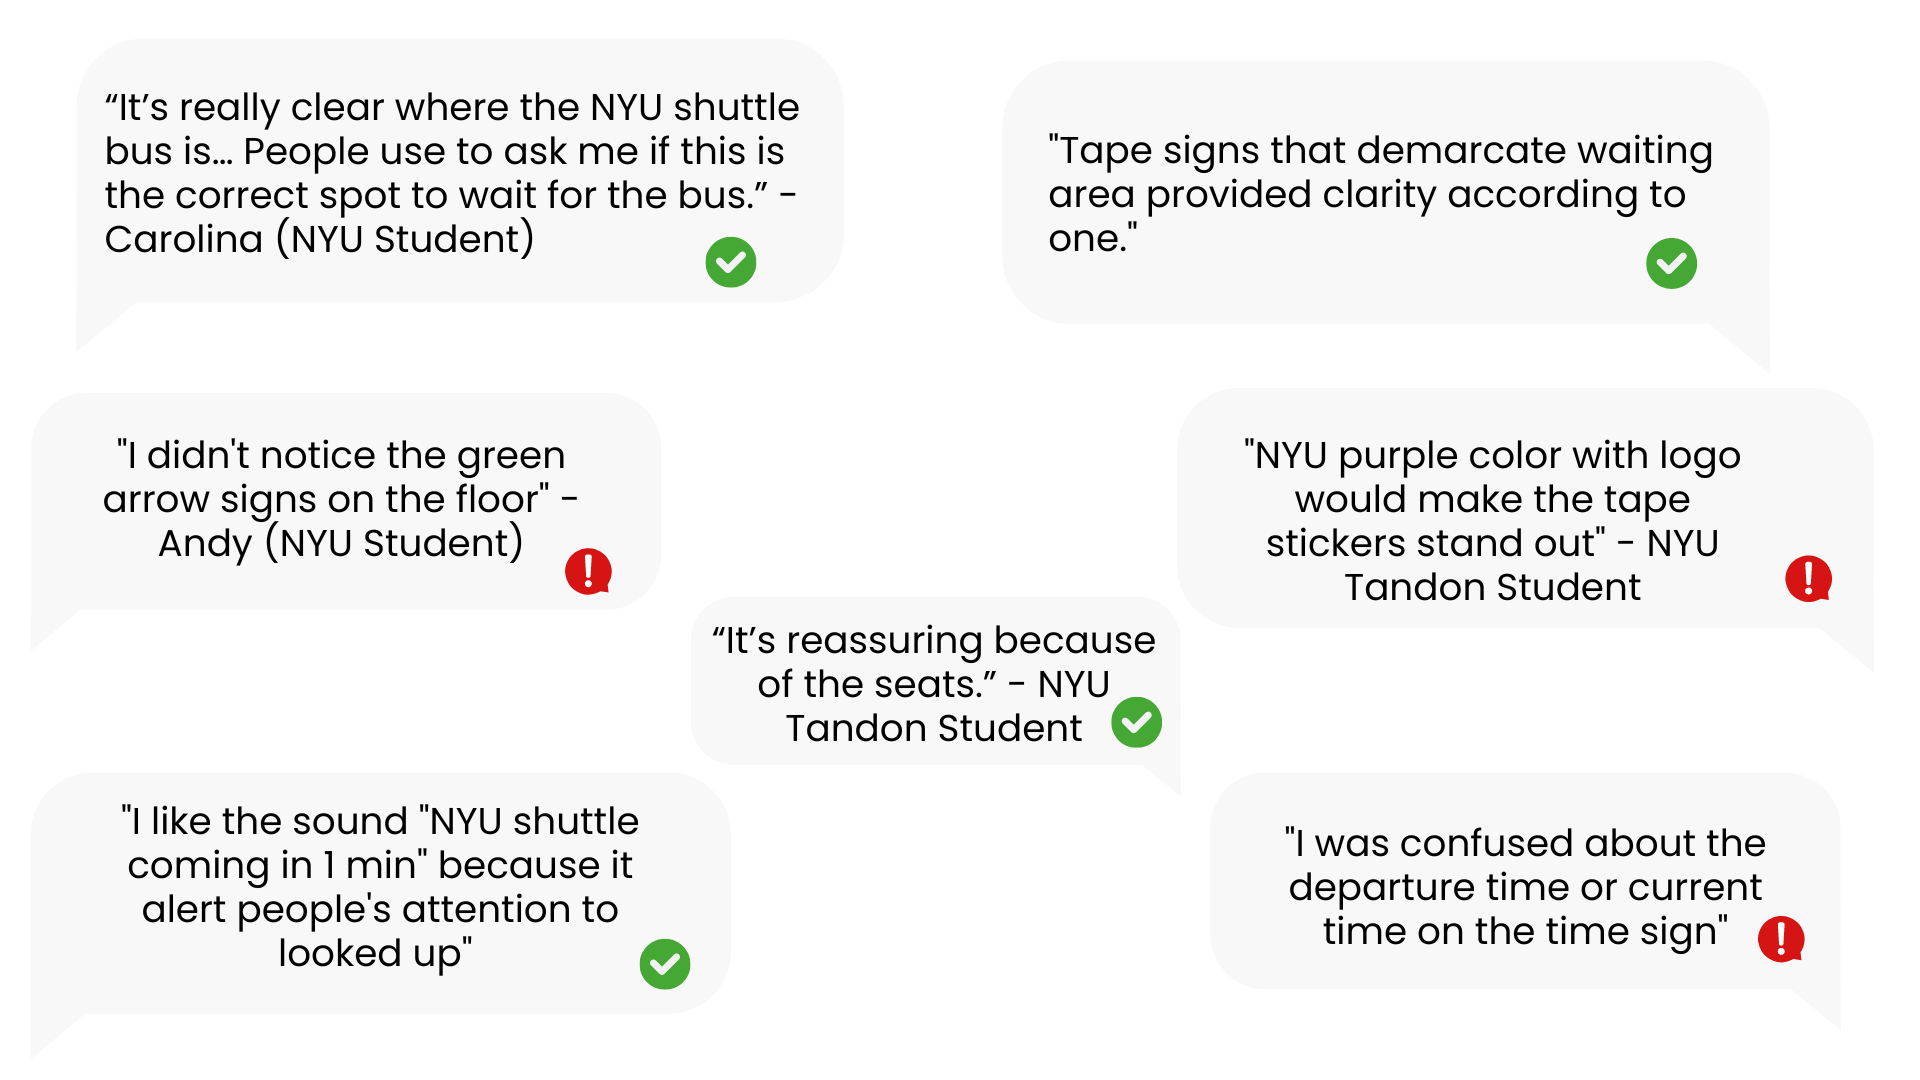 “It’s really clear where the NYU shuttle
bus is... People use to ask me if this is
the correct spot to wait for the bus.” -
Carolina (NYU Student)
"Tape signs that demarcate waiting
area provided clarity according to
one."
"I didn't notice the green
arrow signs on the floor" -
Andy (NYU Student)
"NYU purple color with logo
would make the tape
stickers stand out" - NYU
Tandon Student
“It’s reassuring because
of the seats.” - NYU
Tandon Student
"I like the sound "NYU shuttle
coming in 1 min" because it
alert people's attention to
looked up"
"I was confused about the
departure time or current
time on the time sign"